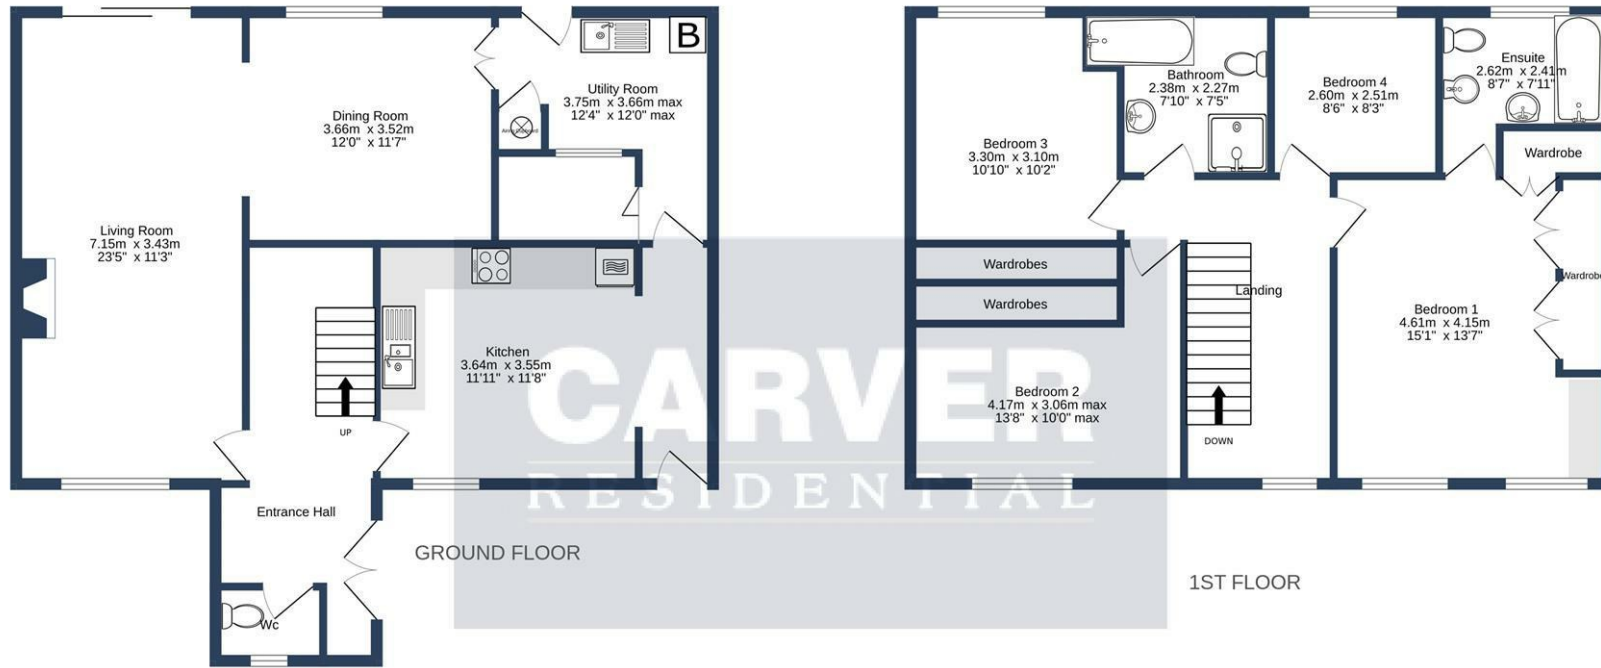 Living Room
7.15m x 3.43m
23'5" x 11'3"
Dining Room
3.66m x 3.52m
12'0" x 11'7"
B
Utility Room
3.75m x 3.66m max
12'4" x 12'0" max
Kitchen
3.64m x 3.55m
11'11" x 11'8"
UP
Entrance Hall
Wc
GROUND FLOOR
Bedroom 3
3.30m x 3.10m
10'10" x 10'2"
Bathroom
2.38m x 2.27m
7'10" x 7'5"
Bedroom 4
2.60m x 2.51m
8'6" x 8'3"
Ensuite
2.62m x 2.41m
8'7" x 7'11"
Wardrobe
Wardrobes
Wardrobes
Landing
Bedroom 1
4.61m x 4.15m
15'1" x 13'7"
Bedroom 2
4.17m x 3.06m max
13'8" x 10'0" max
DOWN
1ST FLOOR
CARVER
RESIDENTIAL